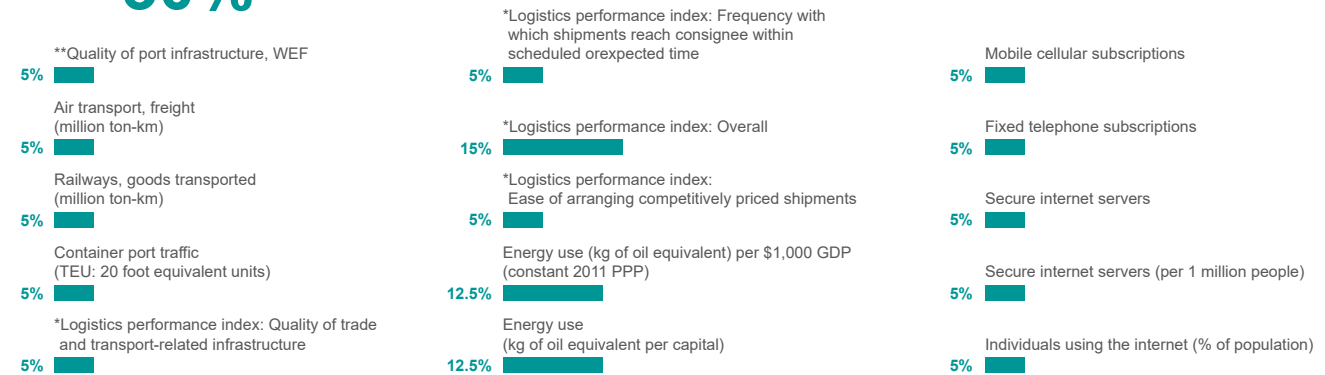 **Quality of port infrastructure, WEF
5%
Air transport, freight
(million ton-km)
5%
Railways, goods transported
(million ton-km)
5%
Container port traffic
(TEU: 20 foot equivalent units)
5%
*Logistics performance index: Quality of trade
and transport-related infrastructure
5%
*Logistics performance index: Frequency with
which shipments reach consignee within
scheduled orexpected time
5%
*Logistics performance index: Overall
15%
*Logistics performance index:
Ease of arranging competitively priced shipments
5%
Energy use (kg of oil equivalent) per $1,000 GDP
(constant 2011 PPP)
12.5%
Energy use
(kg of oil equivalent per capital)
12.5%
Mobile cellular subscriptions
5%
Fixed telephone subscriptions
5%
Secure internet servers
5%
Secure internet servers (per 1 million people)
5%
Individuals using the internet (% of population)
5%